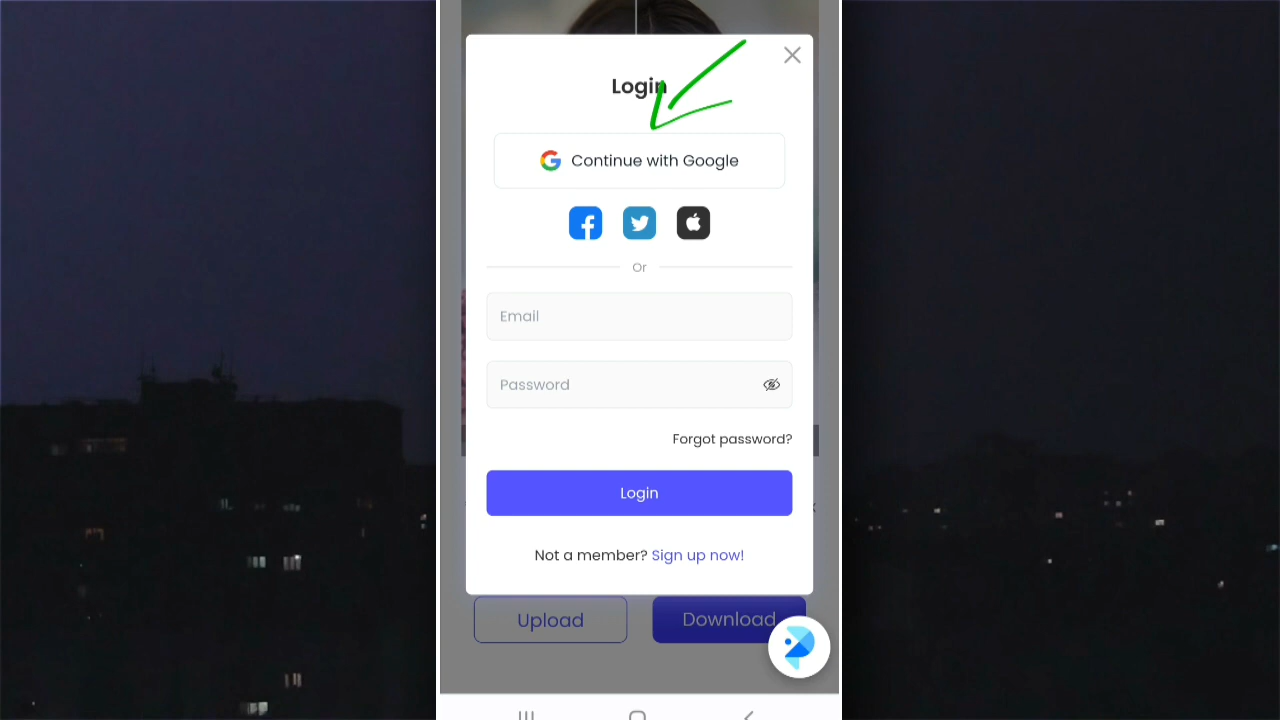 Login
Continue with Google
Or
Email
Password
Forgot password?
Login
Not a member? Sign up now!
Upload
Download